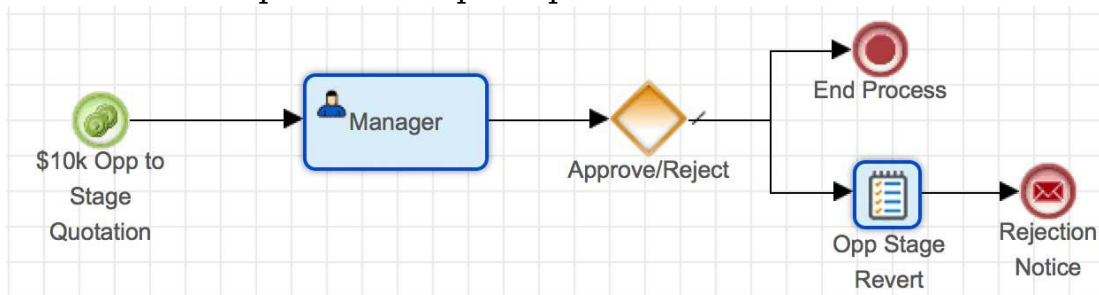 $10k Opp to
Stage
Quotation
Manager
Approve/Reject
End Process
Opp Stage
Revert
Rejection
Notice